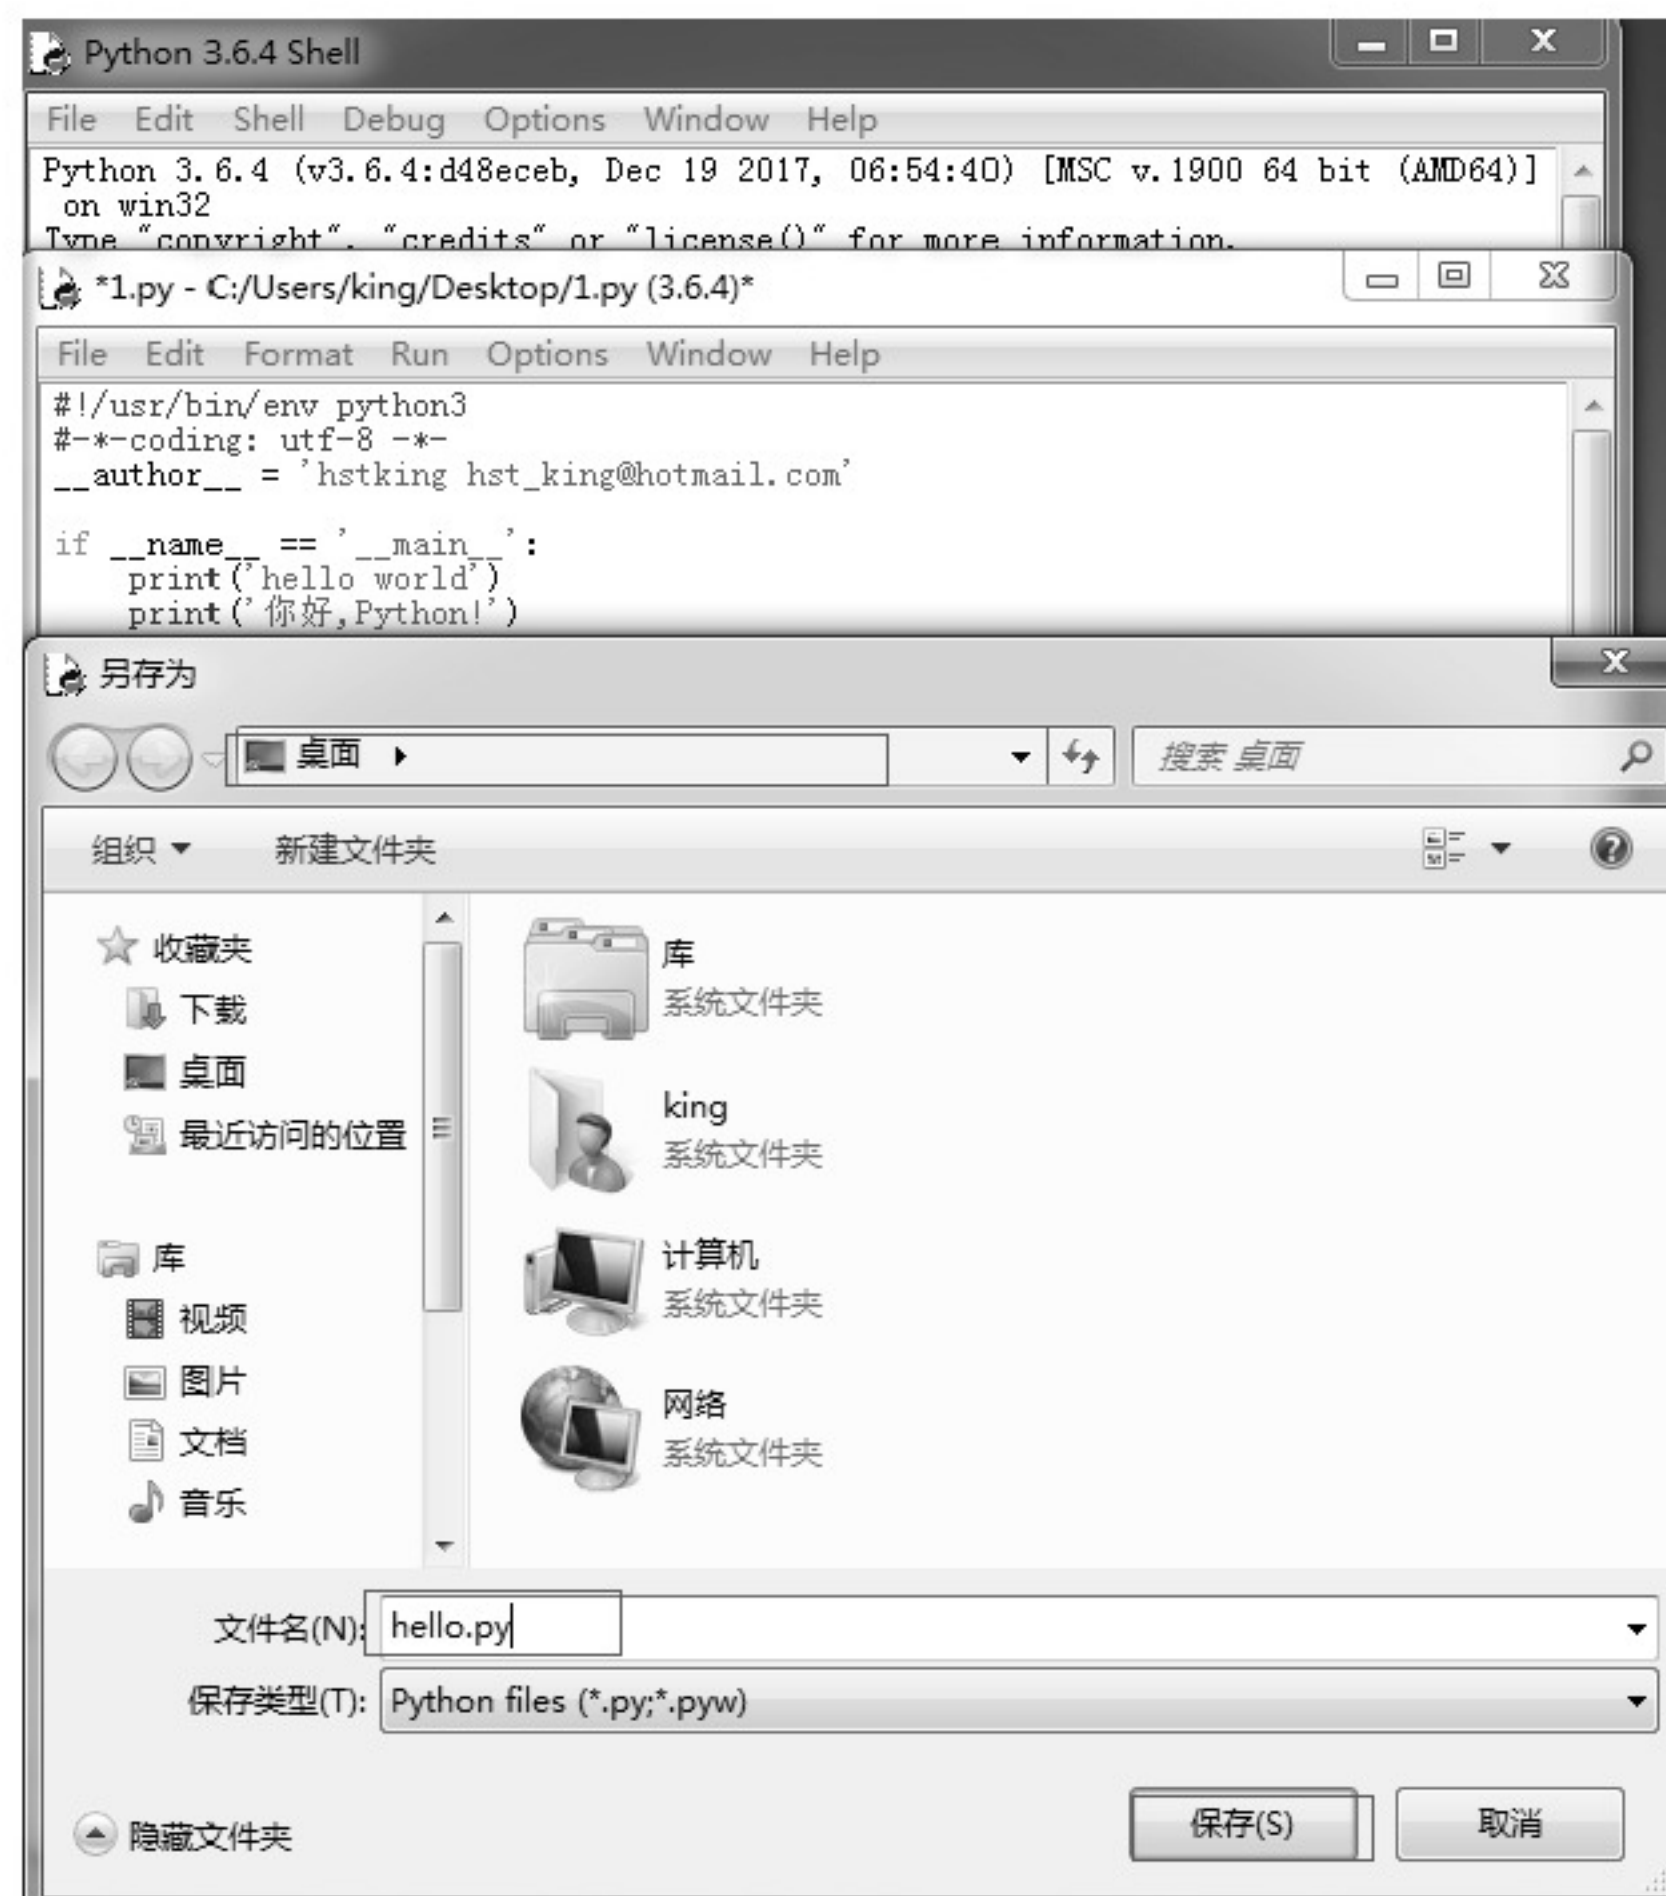 Python 3.6.4 Shell
File Edit Shell Debug Options Window Help
Python 3.6.4 (v3.6.4:d48eceb, Dec 19 2017, 06:54:40) [MSC v.1900 64 bit (AMD64)]
on win32
Type "copyright", "credits" or "license()" for more information.
*1.py - C:/Users/king/Desktop/1.py (3.6.4)*
File Edit Format Run Options Window Help
#!/usr/bin/env python3
#-*-coding: utf-8 -*-
__author__ = 'hstking hst_king@hotmail.com'
if __name__ == '__main__':
print('hello world')
print('你好,Python!')
另存为
桌面
搜索 桌面
组织
新建文件夹
收藏夹
下载
桌面
最近访问的位置
库
视频
图片
文档
音乐
库
系统文件夹
king
系统文件夹
计算机
系统文件夹
网络
系统文件夹
文件名(N): hello.py
保存类型(T): Python files (*.py;*.pyw)
隐藏文件夹
保存(S)
取消